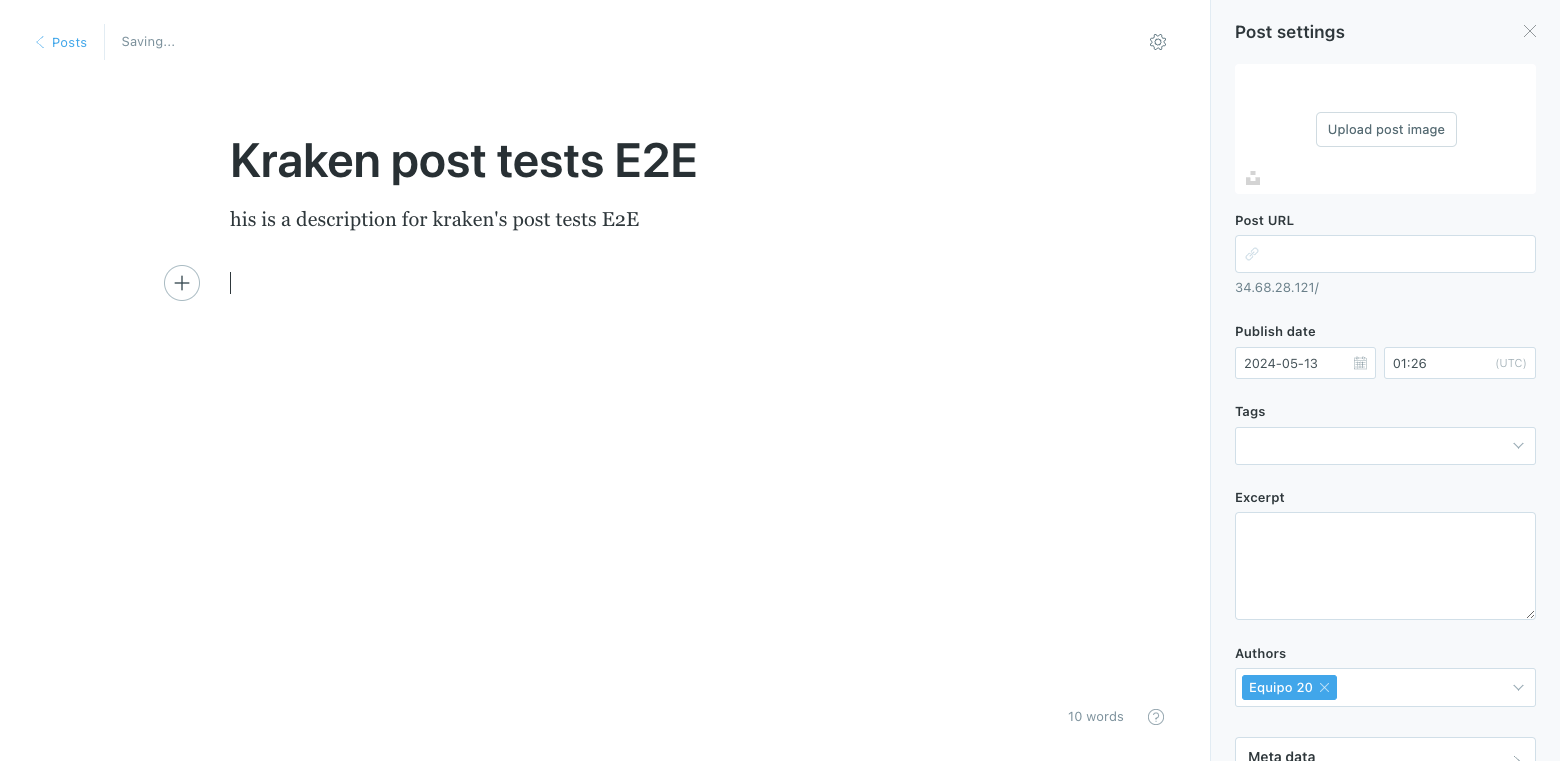 Posts
Saving...
Kraken post tests E2E
his is a description for kraken's post tests E2E
10 words
Post settings
Upload post image
Post URL
34.68.28.121/
Publish date
2024-05-13 01:26 (UTC)
Tags
Excerpt
Authors
Equipo 20
Meta data